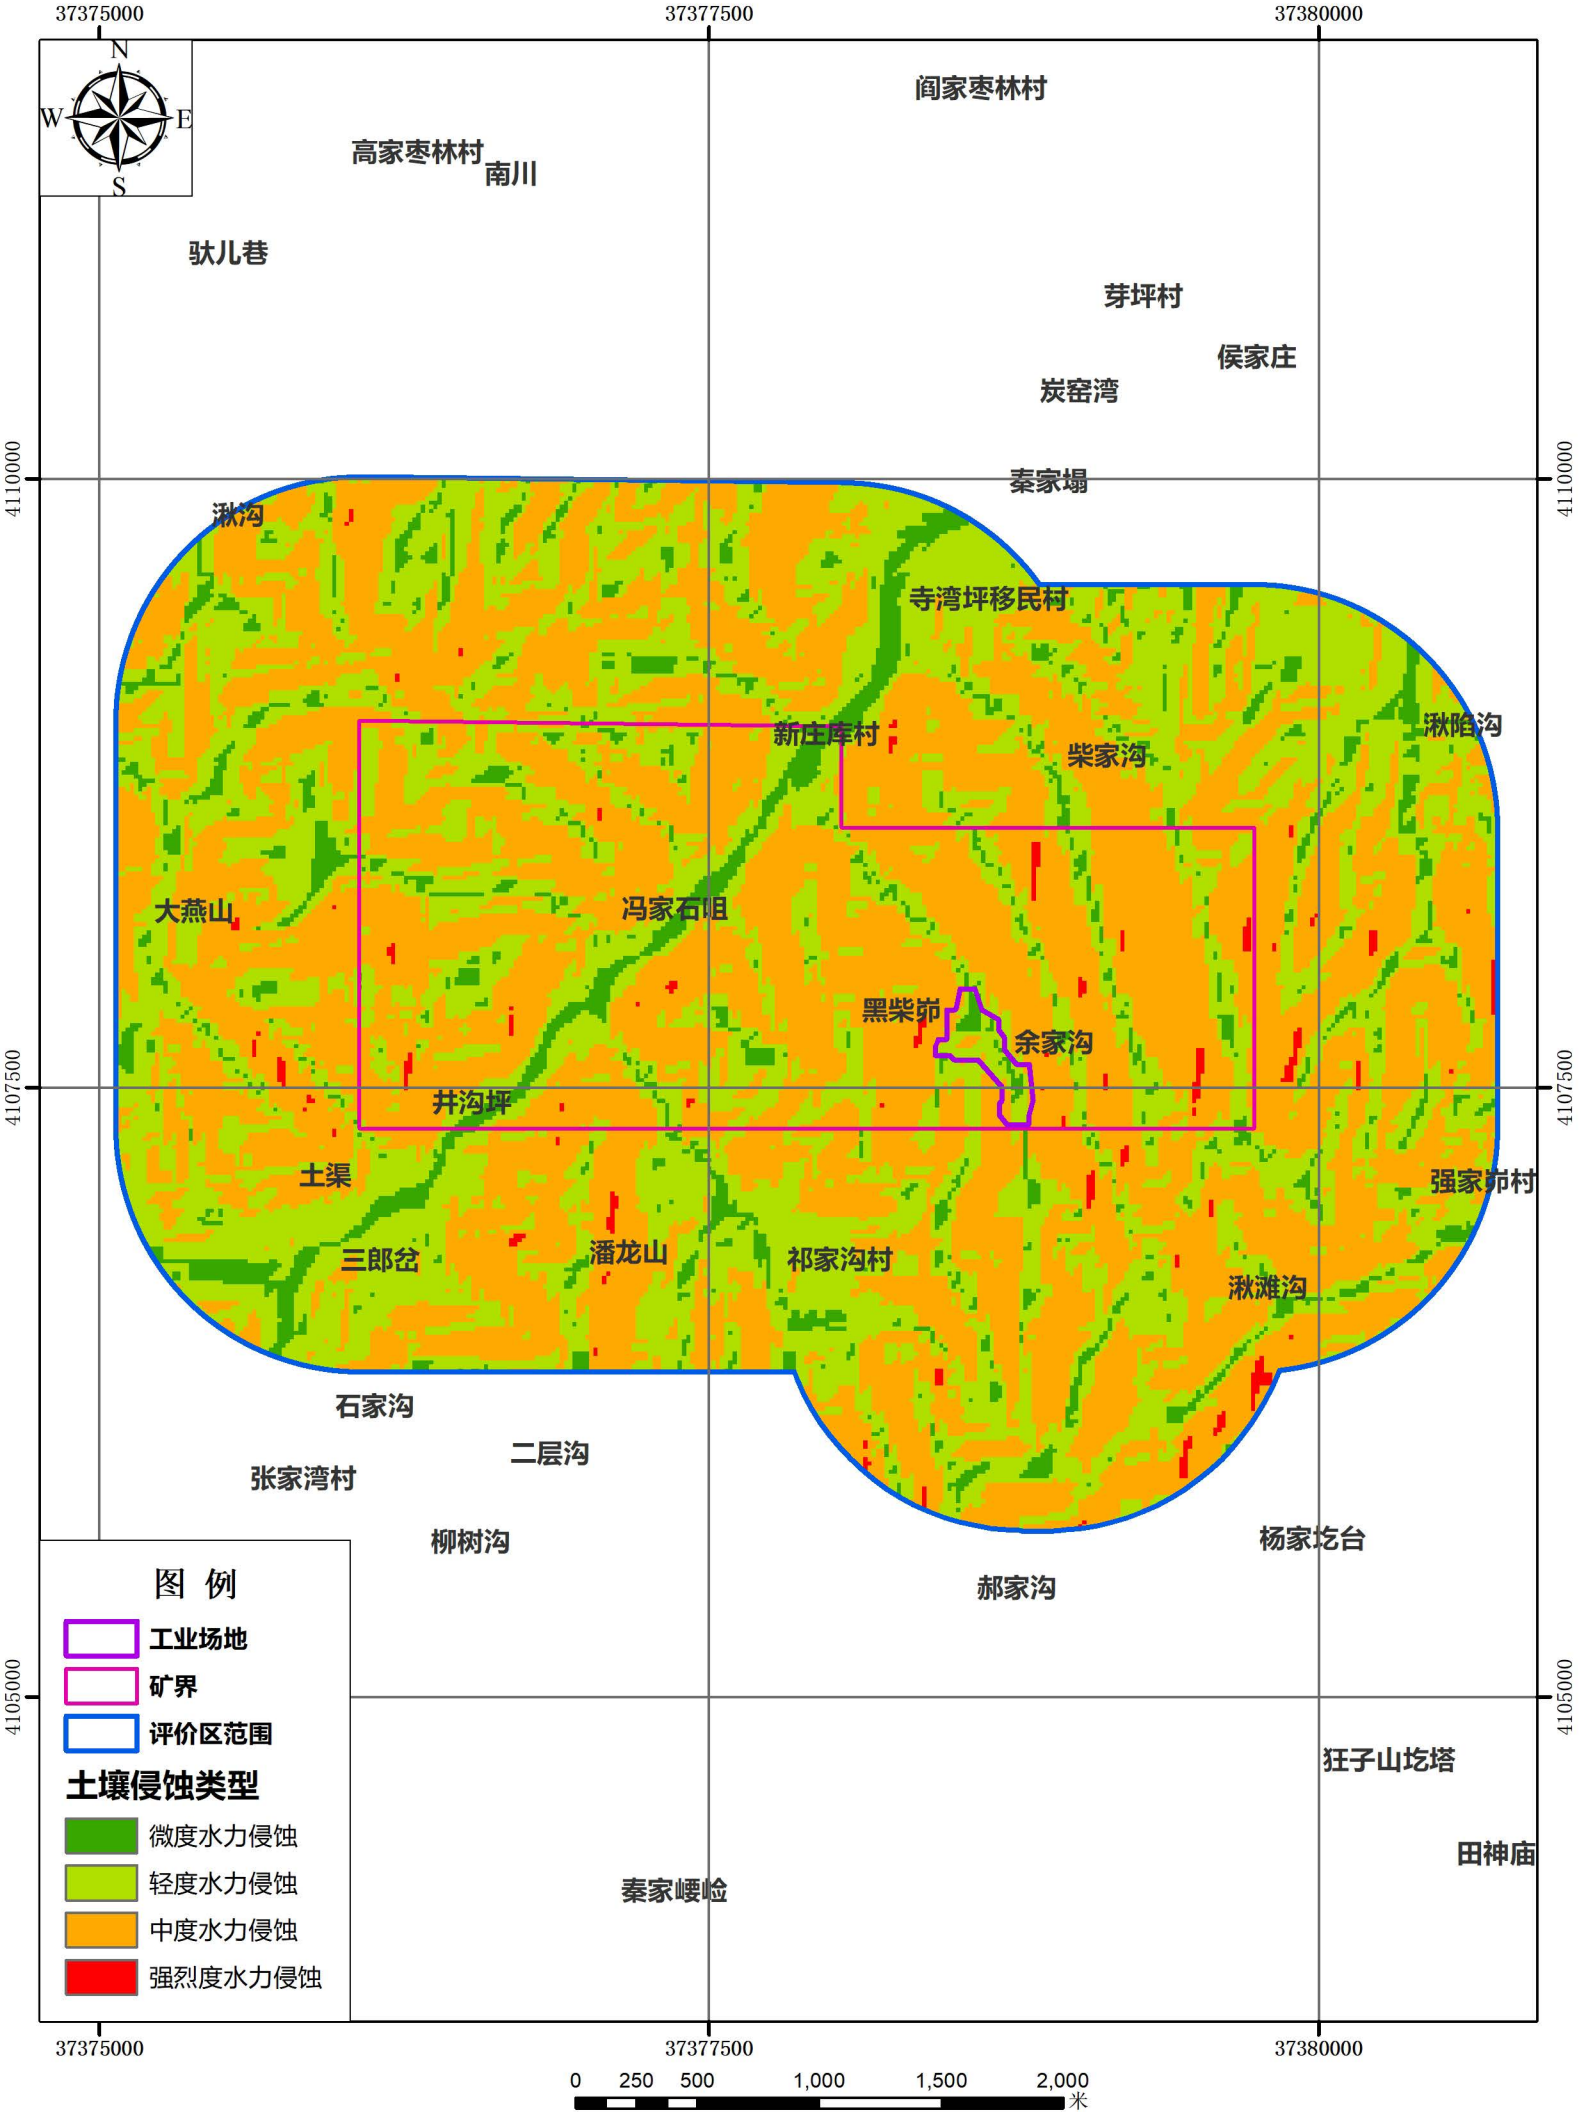 37375000 37377500 37380000
N
W E
S
阎家枣林村
高家枣林村
南川
驮儿巷
芽坪村
侯家庄
炭窑湾
4110000 4110000
秦家塌
湫沟
寺湾坪移民村
新庄库村
湫陷沟
柴家沟
大燕山
冯家石咀
黑柴峁
余家沟
4107500 4107500
井沟坪
土渠
强家峁村
三郎岔
潘龙山
祁家沟村
湫滩沟
石家沟
二层沟
张家湾村
柳树沟
杨家圪台
郝家沟
图 例
工业场地
矿界
评价区范围
土壤侵蚀类型
微度水力侵蚀
轻度水力侵蚀
中度水力侵蚀
强烈度水力侵蚀
4105000 4105000
狂子山圪塔
田神庙
秦家崾崄
37375000 37377500 37380000
0 250 500 1,000 1,500 2,000
米